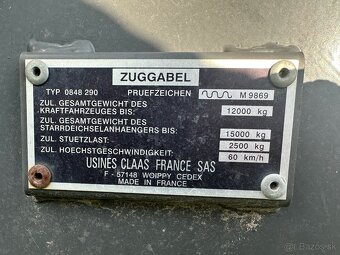 ZUGGABEL
TYP 0848 290 PRUEFZEICHEN M 9869
ZUL. GESAMTGEWICHT DES
KRAFTFAHRZEUGES BIS: 12000 kg
ZUL. GESAMTGEWICHT DES
STARRDEICHSELANHAENGERS BIS: 15000 kg
ZUL. STUETZLAST: 2500 kg
ZUL. HOECHSTGESCHWINDIGKEIT: 60 km/h
USINES CLAAS FRANCE SAS
F - 57148 WOIPPY CEDEX
MADE IN FRANCE
Bazos.sk